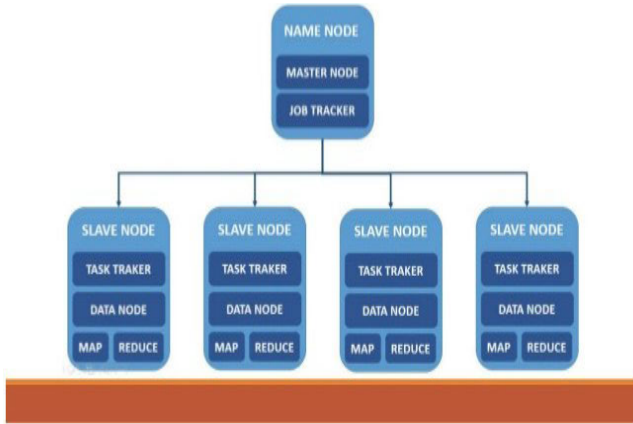 NAME NODE
MASTER NODE
JOB TRACKER
SLAVE NODE
TASK TRAKER
DATA NODE
MAP REDUCE
SLAVE NODE
TASK TRAKER
DATA NODE
MAP REDUCE
SLAVE NODE
TASK TRAKER
DATA NODE
MAP REDUCE
SLAVE NODE
TASK TRAKER
DATA NODE
MAP REDUCE